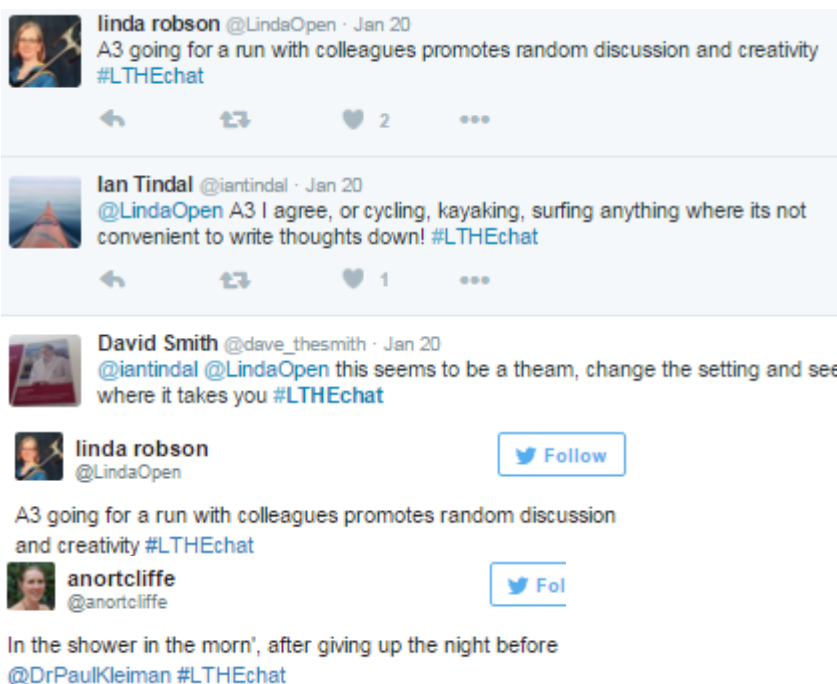 linda robson @LindaOpen · Jan 20
A3 going for a run with colleagues promotes random discussion and creativity
#LTHEchat
2
Ian Tindal @iantindal · Jan 20
@LindaOpen A3 I agree, or cycling, kayaking, surfing anything where its not
convenient to write thoughts down! #LTHEchat
1
David Smith @dave_thesmith · Jan 20
@iantindal @LindaOpen this seems to be a theam, change the setting and see
where it takes you #LTHEchat
linda robson
@LindaOpen
Follow
A3 going for a run with colleagues promotes random discussion
and creativity #LTHEchat
anortcliffe
@anortcliffe
Fol
In the shower in the morn', after giving up the night before
@DrPaulKleiman #LTHEchat